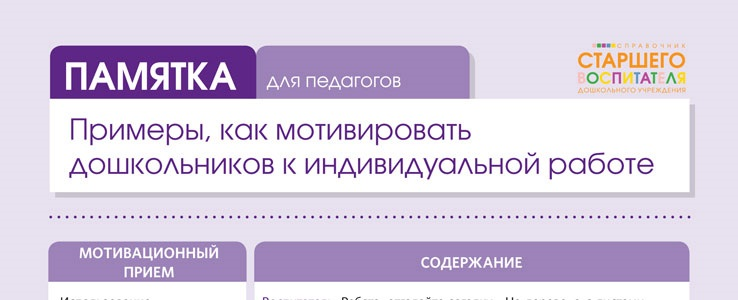 ПАМЯТКА для педагогов
СПРАВОЧНИК
СТАРШЕГО
ВОСПИТАТЕЛЯ
ДОШКОЛЬНОГО УЧРЕЖДЕНИЯ
Примеры, как мотивировать
дошкольников к индивидуальной работе
МОТИВАЦИОННЫЙ
ПРИЕМ
СОДЕРЖАНИЕ